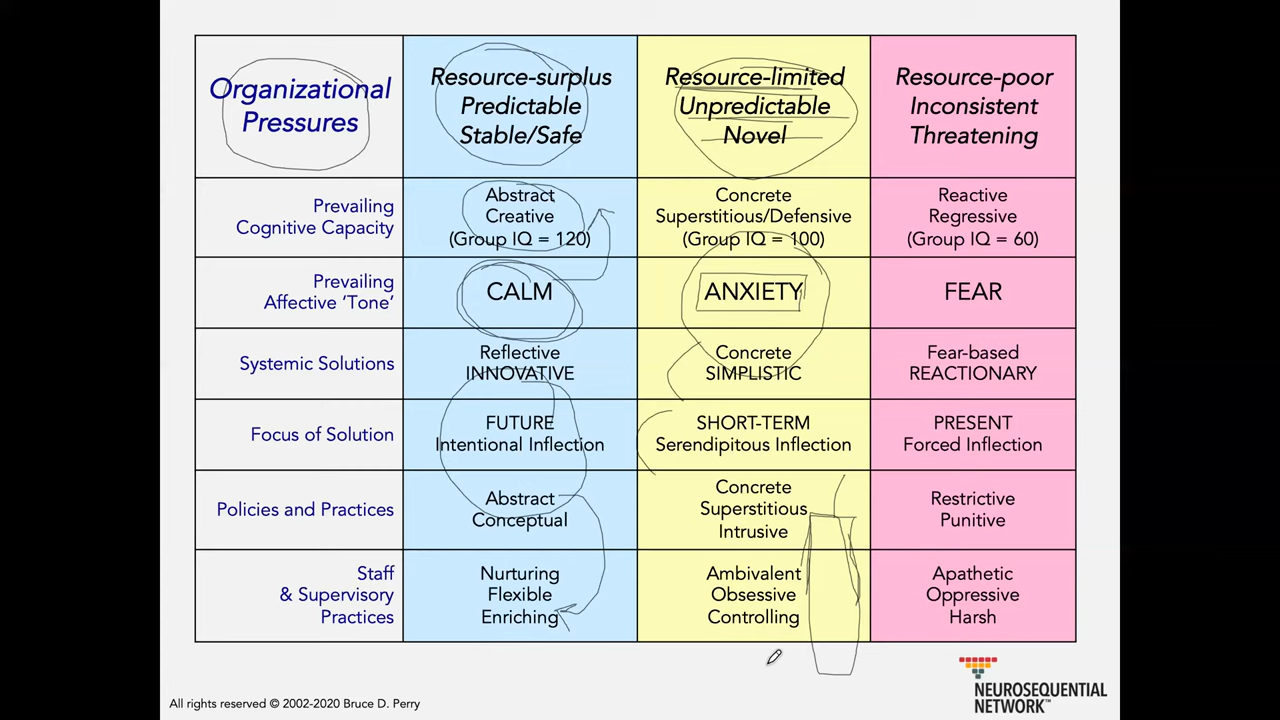 Organizational
Pressures
Resource-surplus
Predictable
Stable/Safe
Resource-limited
Unpredictable
Novel
Resource-poor
Inconsistent
Threatening
Prevailing
Cognitive Capacity
Abstract
Creative
(Group IQ = 120)
Concrete
Superstitious/Defensive
(Group IQ = 100)
Reactive
Regressive
(Group IQ = 60)
Prevailing
Affective ‘Tone’
CALM
ANXIETY
FEAR
Systemic Solutions
Reflective
INNOVATIVE
Concrete
SIMPLISTIC
Fear-based
REACTIONARY
Focus of Solution
FUTURE
Intentional Inflection
SHORT-TERM
Serendipitous Inflection
PRESENT
Forced Inflection
Policies and Practices
Abstract
Conceptual
Concrete
Superstitious
Intrusive
Restrictive
Punitive
Staff
& Supervisory
Practices
Nurturing
Flexible
Enriching
Ambivalent
Obsessive
Controlling
Apathetic
Oppressive
Harsh
All rights reserved © 2002-2020 Bruce D. Perry
NEUROSEQUENTIAL
NETWORK™